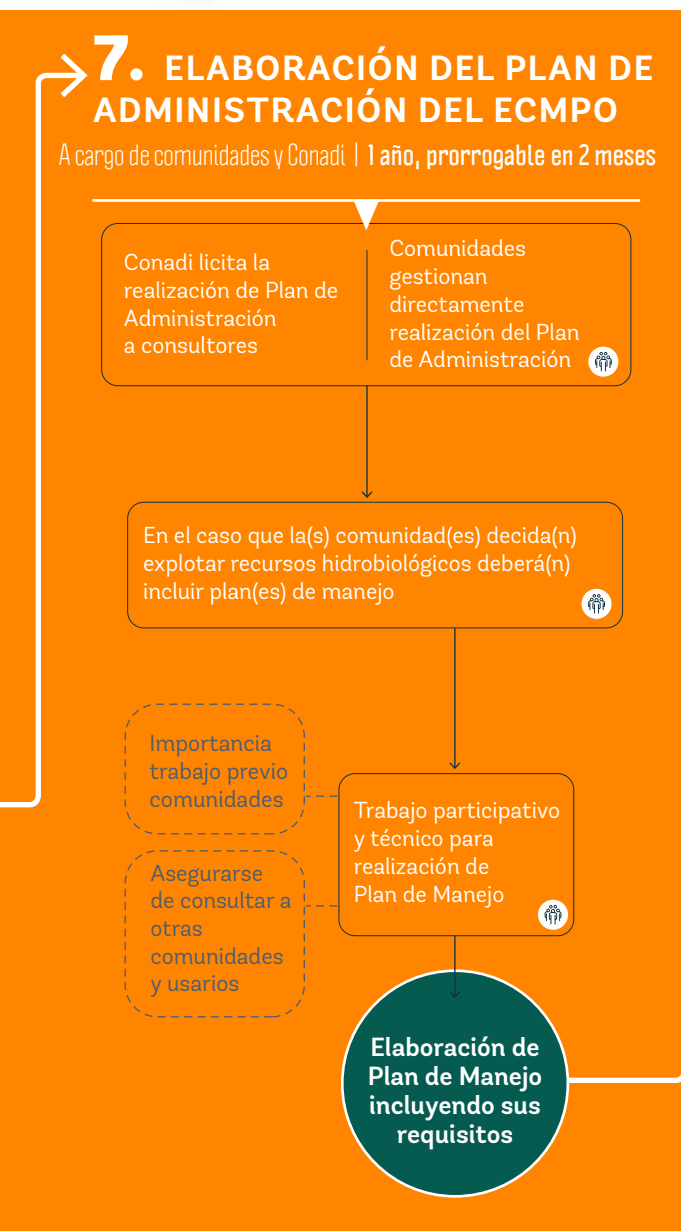 7. ELABORACIÓN DEL PLAN DE
ADMINISTRACIÓN DEL ECMPO
A cargo de comunidades y Conadi | 1 año, prorrogable en 2 meses
Conadi licita la
realización de Plan de
Administración
a consultores
Comunidades
gestionan
directamente
realización del Plan
de Administración
En el caso que la(s) comunidad(es) decida(n)
explotar recursos hidrobiológicos deberá(n)
incluir plan(es) de manejo
Importancia
trabajo previo
comunidades
Asegurarse
de consultar a
otras
comunidades
y usarios
Trabajo participativo
y técnico para
realización de
Plan de Manejo
Elaboración de
Plan de Manejo
incluyendo sus
requisitos